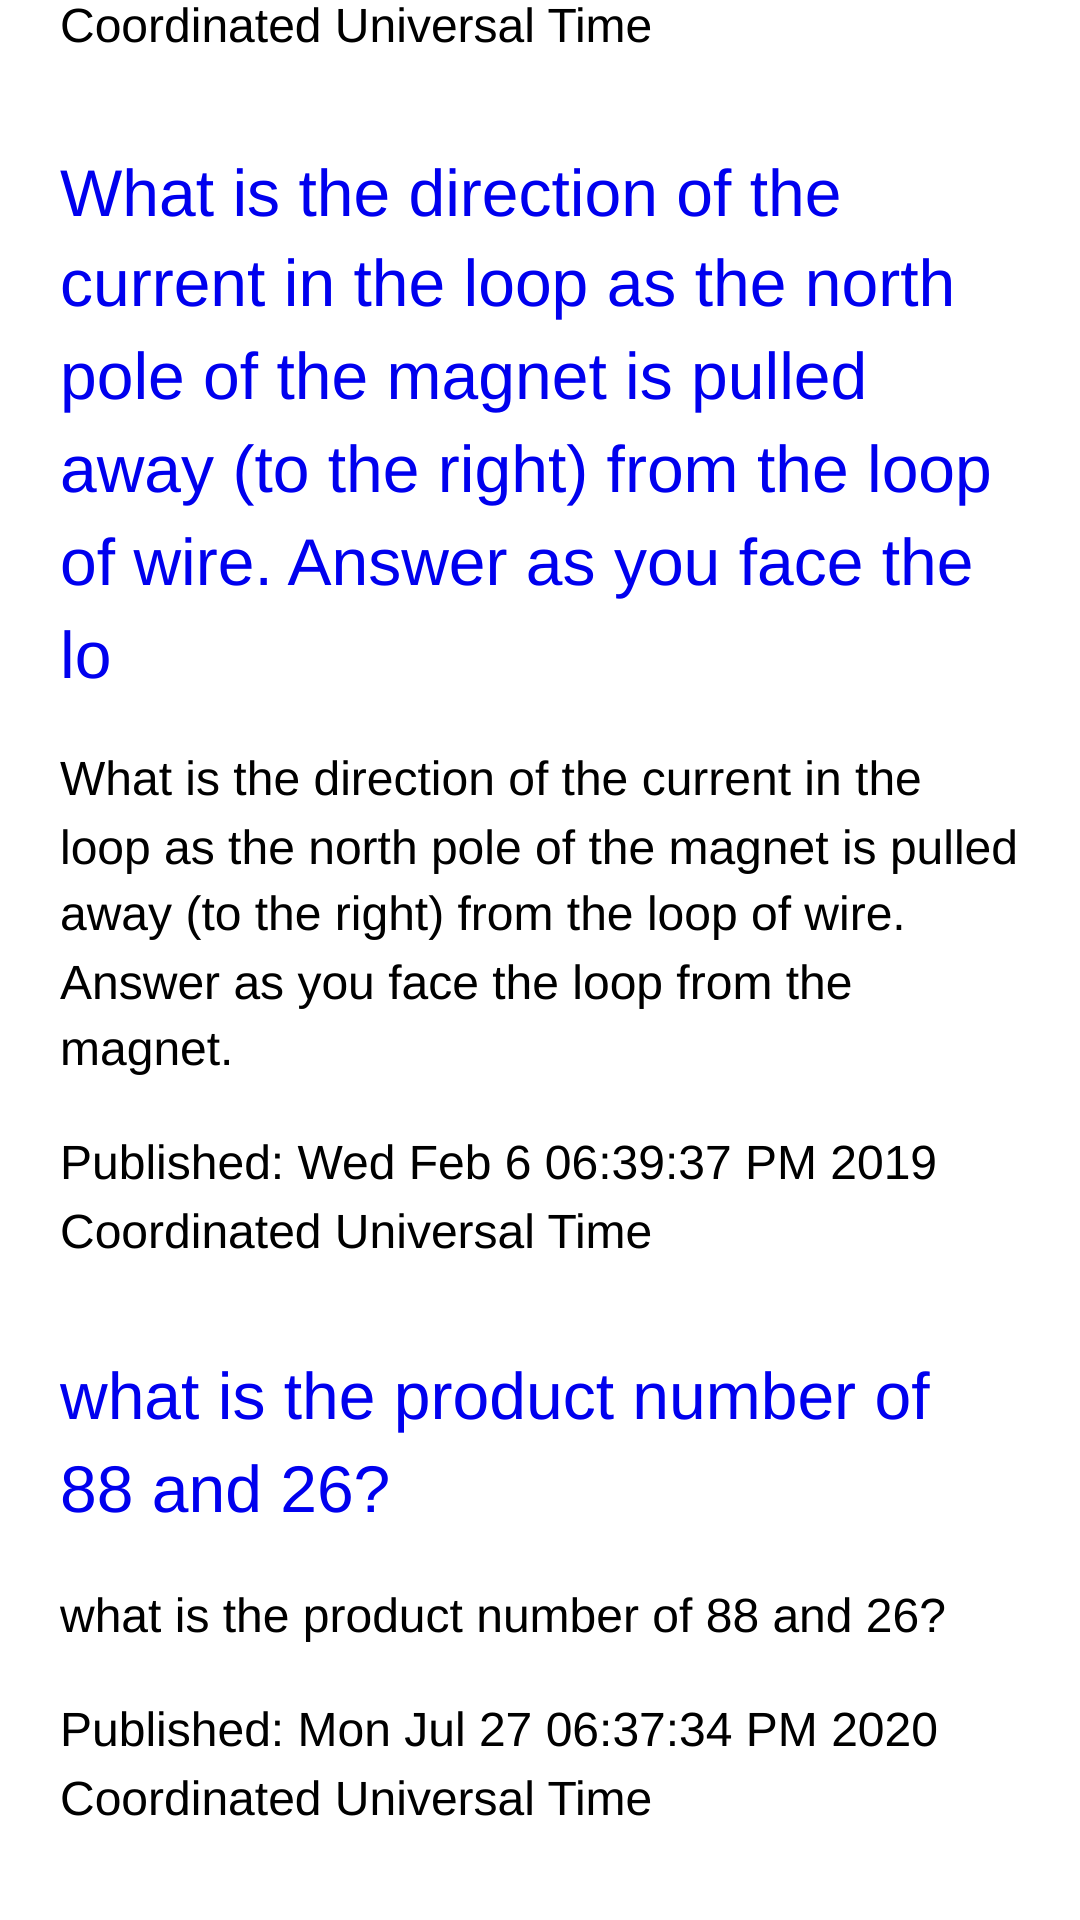 Coordinated Universal Time
What is the direction of the
current in the loop as the north
pole of the magnet is pulled
away (to the right) from the loop
of wire. Answer as you face the
lo
What is the direction of the current in the
loop as the north pole of the magnet is pulled
away (to the right) from the loop of wire.
Answer as you face the loop from the
magnet.
Published: Wed Feb 6 06:39:37 PM 2019
Coordinated Universal Time
what is the product number of
88 and 26?
what is the product number of 88 and 26?
Published: Mon Jul 27 06:37:34 PM 2020
Coordinated Universal Time